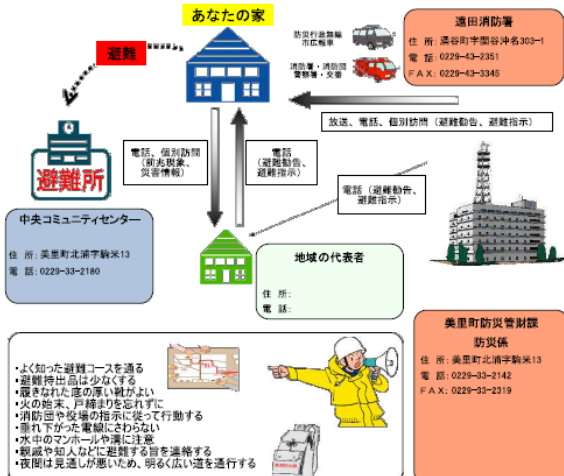 あなたの家
避難
防災行政無線
市広報車
消防署・消防団
警察署・交番
遠田消防署
住 所: 涌谷町字関谷沖名303-1
電 話: 0229-43-2351
FAX: 0229-43-3345
放送、電話、個別訪問（避難勧告、避難指示）
電話、個別訪問
（前兆現象、
災害情報）
電話
（避難勧告、
避難指示）
電話（避難勧告、
避難指示）
避難所
中央コミュニティセンター
住 所: 美里町北浦字駒米13
電 話: 0229-33-2180
地域の代表者
住 所:
電 話:
美里町防災管財課
防災係
住 所: 美里町北浦字駒米13
電 話: 0229-33-2142
FAX: 0229-33-2319
・よく知った避難コースを通る
・避難持出品は少なくする
・履きなれた底の厚い靴がよい
・火の始末、戸締まりを忘れずに
・消防団や役場の指示に従って行動する
・垂れ下がった電線にさわらない
・水中のマンホールや溝に注意
・親戚や知人などに避難する旨を連絡する
・夜間は見通しが悪いため、明るく広い道を通行する